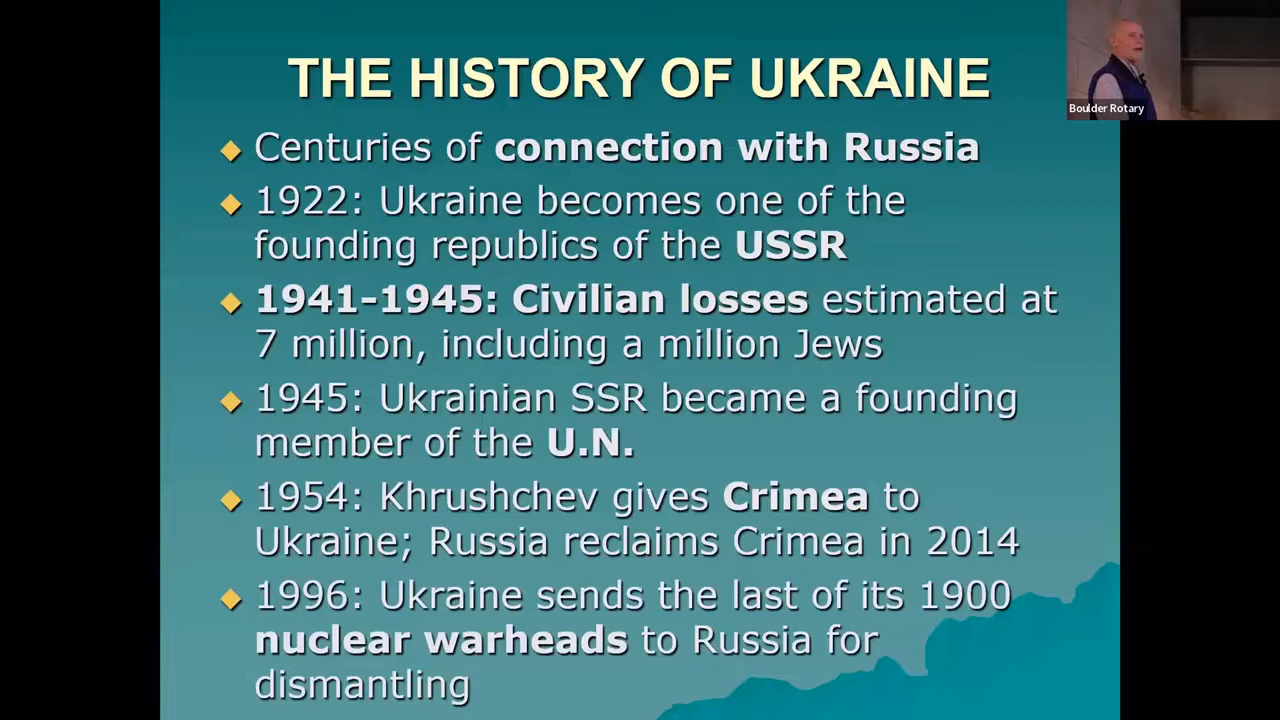 THE HISTORY OF UKRAINE
Boulder Rotary
Centuries of connection with Russia
1922: Ukraine becomes one of the
founding republics of the USSR
1941-1945: Civilian losses estimated at
7 million, including a million Jews
1945: Ukrainian SSR became a founding
member of the U.N.
1954: Khrushchev gives Crimea to
Ukraine; Russia reclaims Crimea in 2014
1996: Ukraine sends the last of its 1900
nuclear warheads to Russia for
dismantling